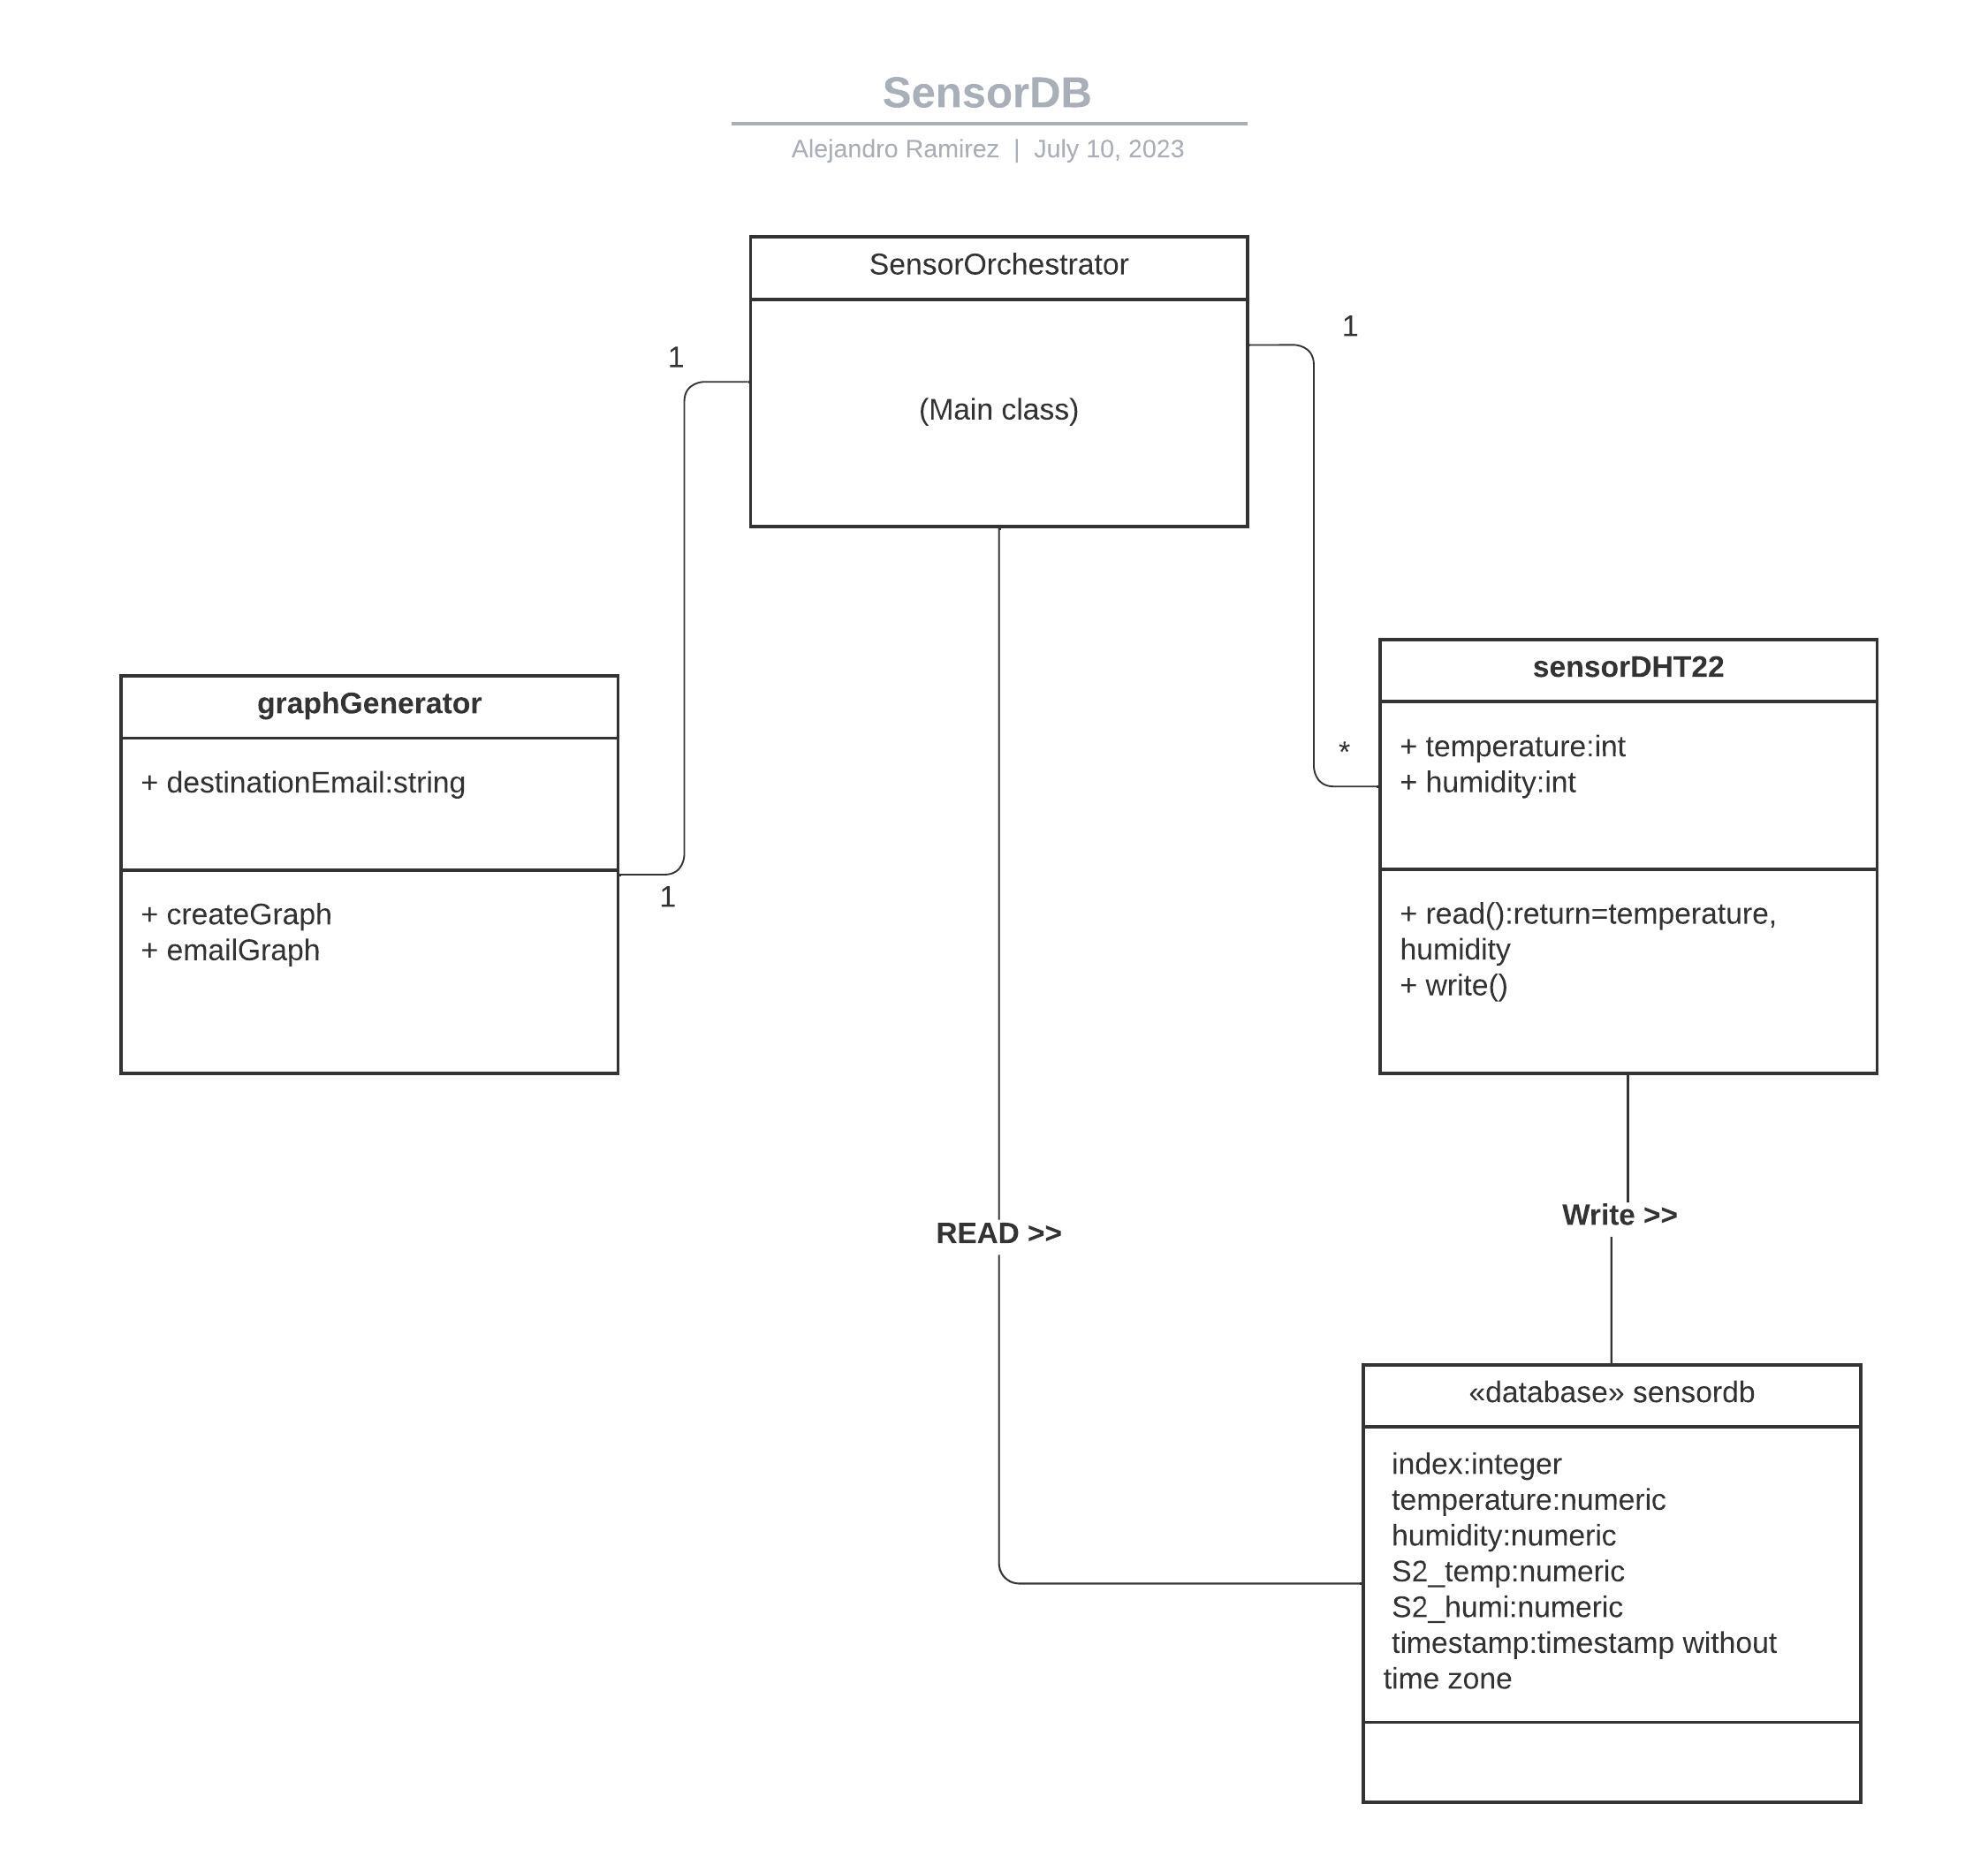 SensorDB
Alejandro Ramirez | July 10, 2023
SensorOrchestrator
(Main class)
1
1
1
*
graphGenerator
+ destinationEmail:string
+ createGraph
+ emailGraph
sensorDHT22
+ temperature:int
+ humidity:int
+ read():return=temperature,
humidity
+ write()
READ >>
Write >>
«database» sensordb
index:integer
temperature:numeric
humidity:numeric
S2_temp:numeric
S2_humi:numeric
timestamp:timestamp without
time zone